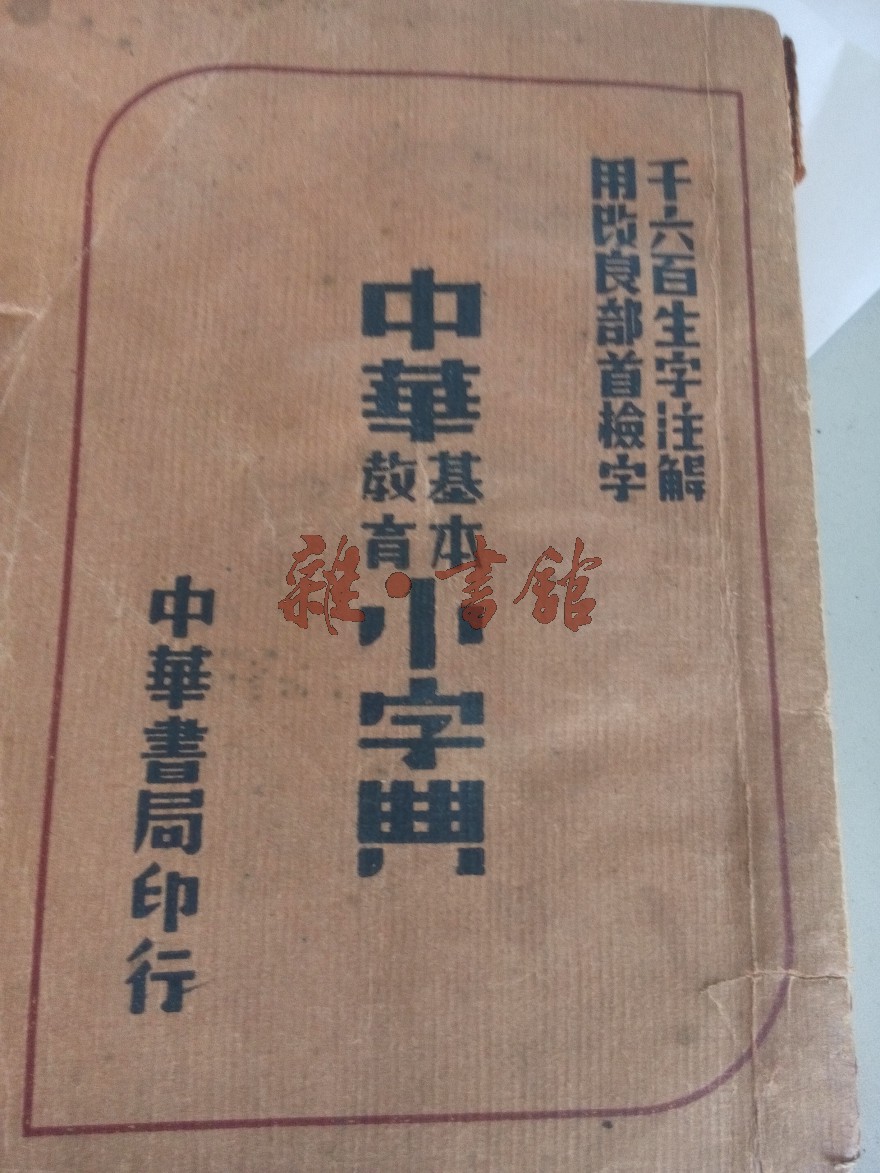 千六百生字注解
用改良部首檢字
中華基本教育小字典
中華書局印行
雜·書館